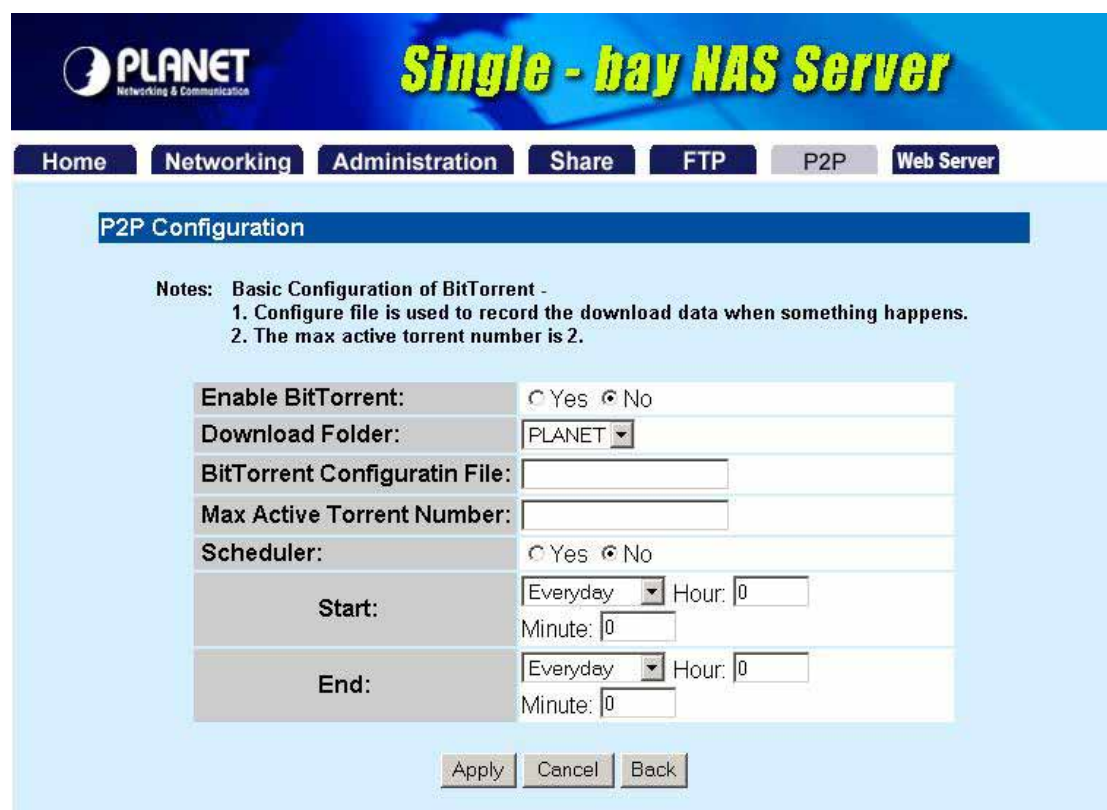 PLANET
Networking & Communication
Single - bay NAS Server
Home Networking Administration Share FTP P2P Web Server
P2P Configuration
Notes: Basic Configuration of BitTorrent -
1. Configure file is used to record the download data when something happens.
2. The max active torrent number is 2.
Enable BitTorrent: Yes No
Download Folder: PLANET
BitTorrent Configuratin File:
Max Active Torrent Number:
Scheduler: Yes No
Start: Everyday Hour: 0
Minute: 0
End: Everyday Hour: 0
Minute: 0
Apply Cancel Back